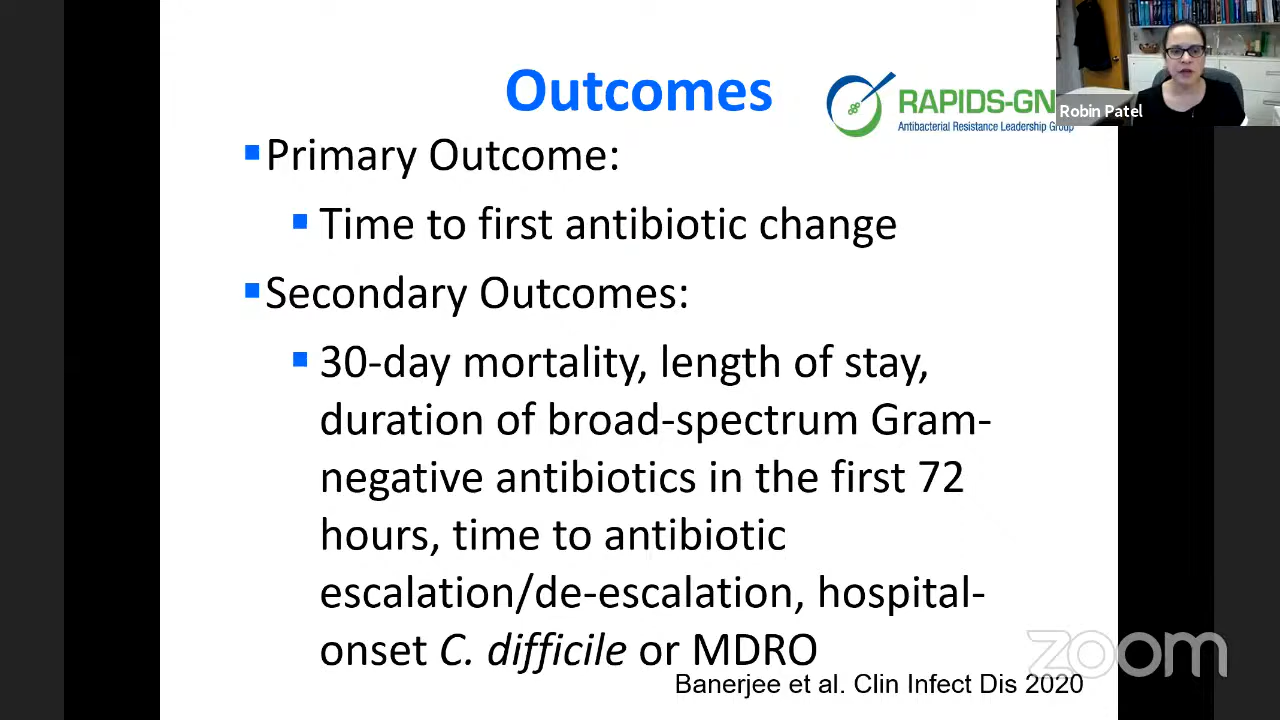 Outcomes
RAPIDS-GN
Antibacterial Resistance Leadership Group
Robin Patel
Primary Outcome:
Time to first antibiotic change
Secondary Outcomes:
30-day mortality, length of stay,
duration of broad-spectrum Gram-
negative antibiotics in the first 72
hours, time to antibiotic
escalation/de-escalation, hospital-
onset C. difficile or MDRO
zoom
Banerjee et al. Clin Infect Dis 2020